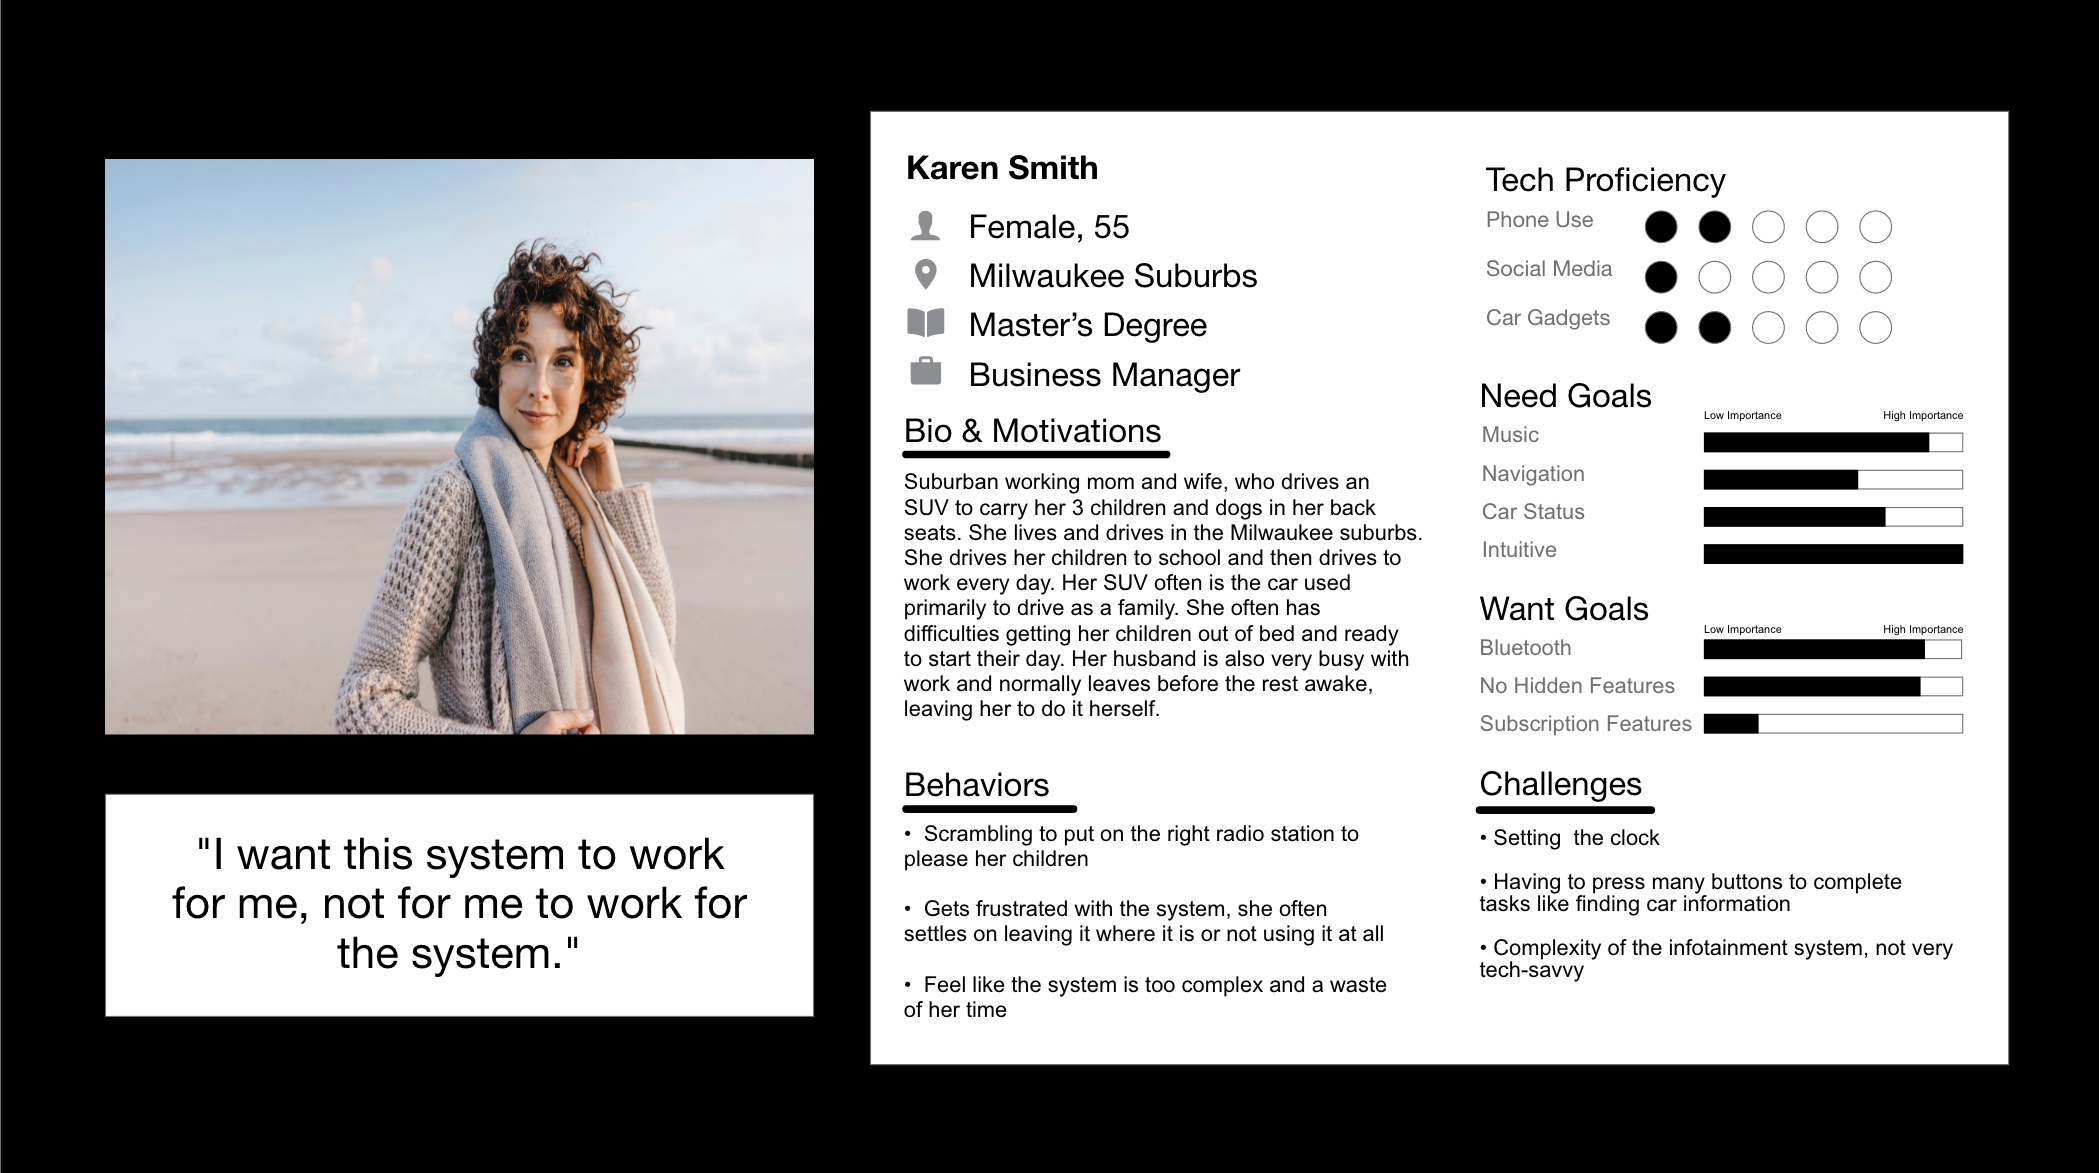 "I want this system to work
for me, not for me to work for
the system."
Karen Smith
Female, 55
Milwaukee Suburbs
Master’s Degree
Business Manager
Bio & Motivations
Suburban working mom and wife, who drives an
SUV to carry her 3 children and dogs in her back
seats. She lives and drives in the Milwaukee suburbs.
She drives her children to school and then drives to
work every day. Her SUV often is the car used
primarily to drive as a family. She often has
difficulties getting her children out of bed and ready
to start their day. Her husband is also very busy with
work and normally leaves before the rest awake,
leaving her to do it herself.
Behaviors
• Scrambling to put on the right radio station to
please her children
• Gets frustrated with the system, she often
settles on leaving it where it is or not using it at all
• Feel like the system is too complex and a waste
of her time
Tech Proficiency
Phone Use
Social Media
Car Gadgets
Need Goals
Low Importance High Importance
Music
Navigation
Car Status
Intuitive
Want Goals
Low Importance High Importance
Bluetooth
No Hidden Features
Subscription Features
Challenges
• Setting the clock
• Having to press many buttons to complete
tasks like finding car information
• Complexity of the infotainment system, not very
tech-savvy